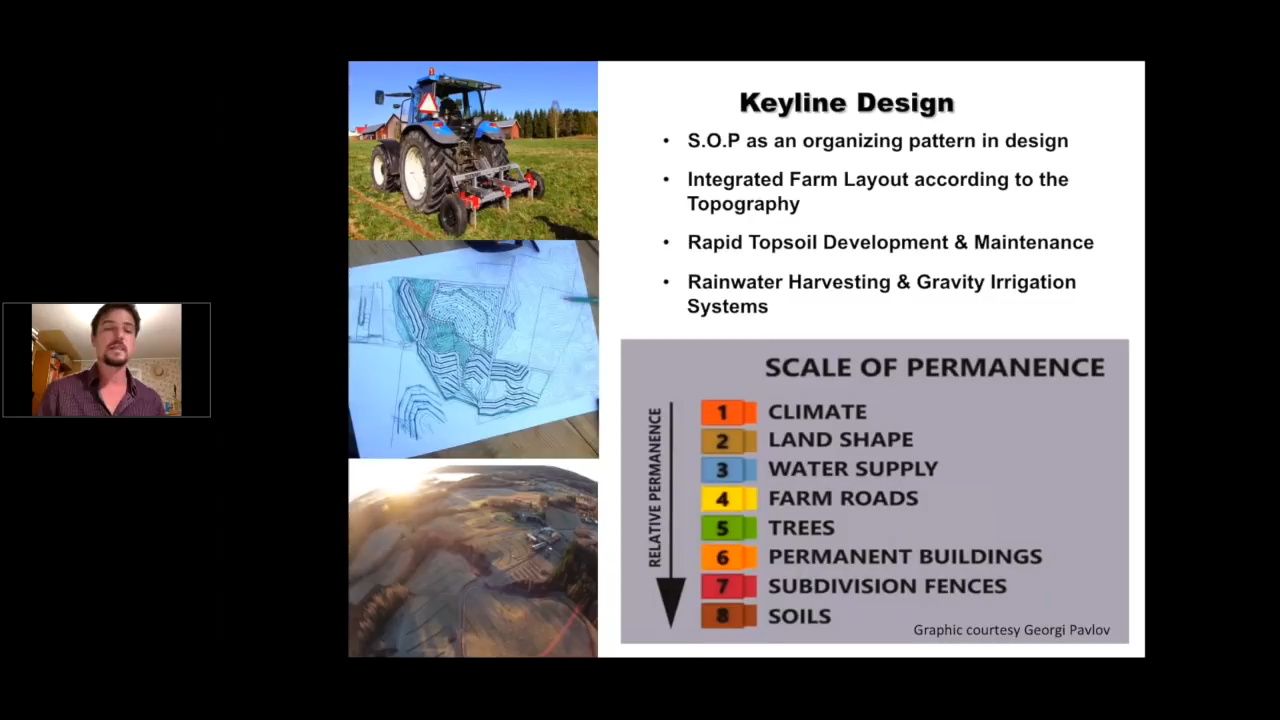 Keyline Design
• S.O.P as an organizing pattern in design
• Integrated Farm Layout according to the
Topography
• Rapid Topsoil Development & Maintenance
• Rainwater Harvesting & Gravity Irrigation
Systems
SCALE OF PERMANENCE
RELATIVE PERMANENCE
1 CLIMATE
2 LAND SHAPE
3 WATER SUPPLY
4 FARM ROADS
5 TREES
6 PERMANENT BUILDINGS
7 SUBDIVISION FENCES
8 SOILS
Graphic courtesy Georgi Pavlov